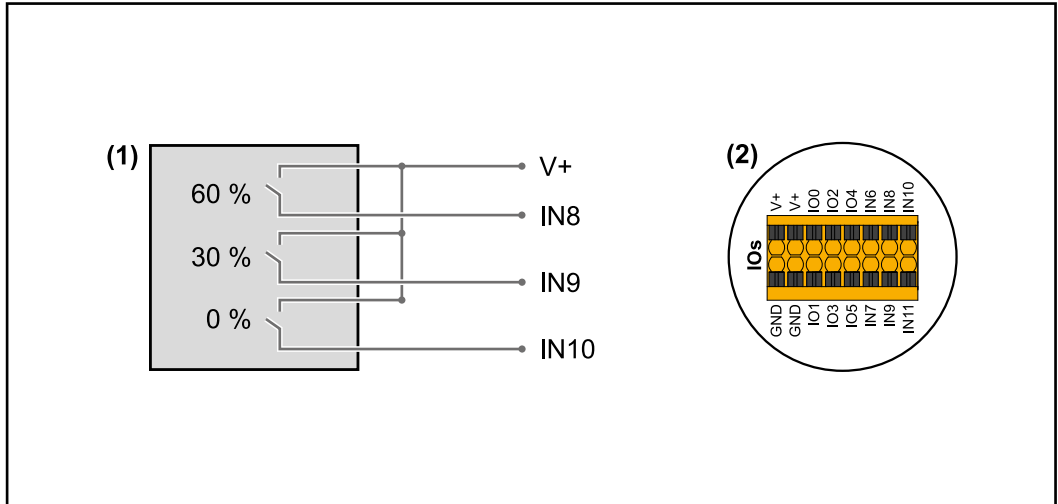 (1)
60 %
30 %
0 %
V+
IN8
IN9
IN10
(2)
IOs
V+
V+
IO0
IO2
IO4
IN6
IN8
IN10
GND
GND
IO1
IO3
IO5
IN7
IN9
IN11